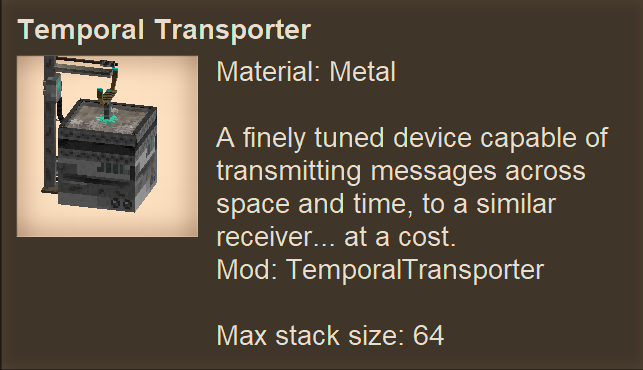 Temporal Transporter
Material: Metal
A finely tuned device capable of
transmitting messages across
space and time, to a similar
receiver... at a cost.
Mod: TemporalTransporter
Max stack size: 64